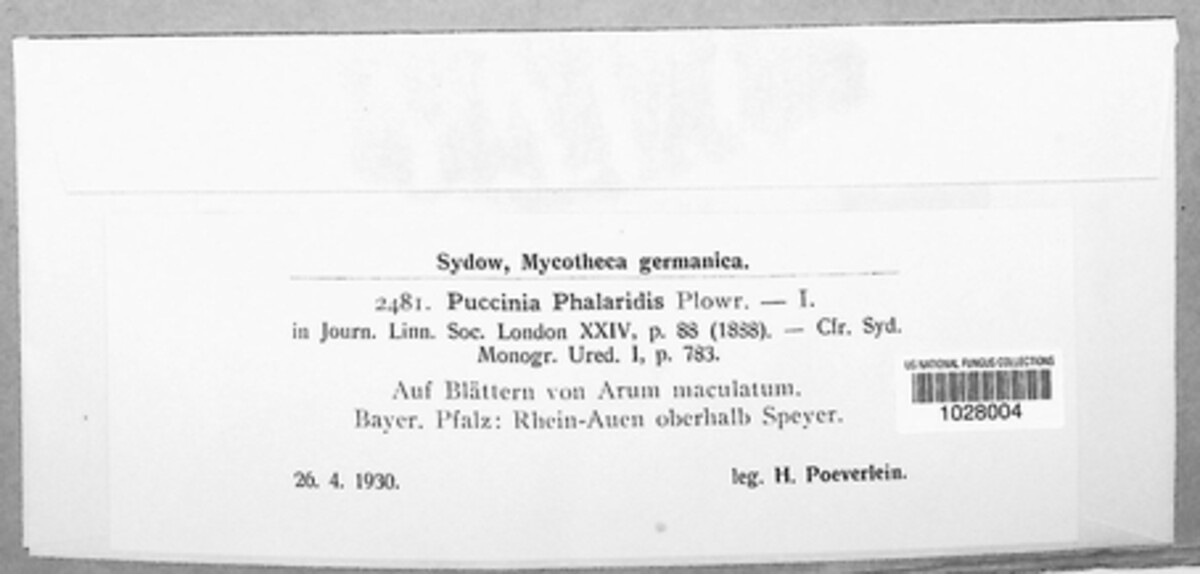 Sydow, Mycotheca germanica.
2481. Puccinia Phalaridis Plowr. — I.
in Journ. Linn. Soc. London XXIV, p. 88 (1888). — Cfr. Syd.
Monogr. Ured. I, p. 783.
Auf Blättern von Arum maculatum.
Bayer. Pfalz: Rhein-Auen oberhalb Speyer.
26. 4. 1930. leg. H. Poeverlein.
US NATIONAL FUNGUS COLLECTIONS
1028004